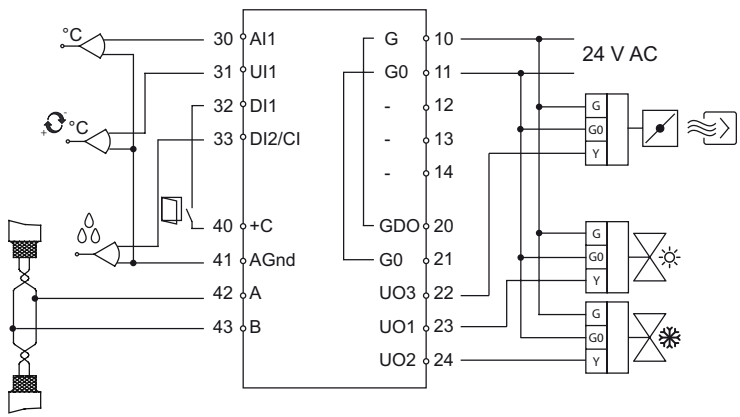 °C 30 AI1 G 10
24 V AC
31 UI1 G0 11
32 DI1 - 12 G
+ - °C 33 DI2/CI - 13 G0
- 14 Y
40 +C GDO 20 G
41 AGnd G0 21 G0
42 A UO3 22 Y
43 B UO1 23 G
UO2 24 G0
Y